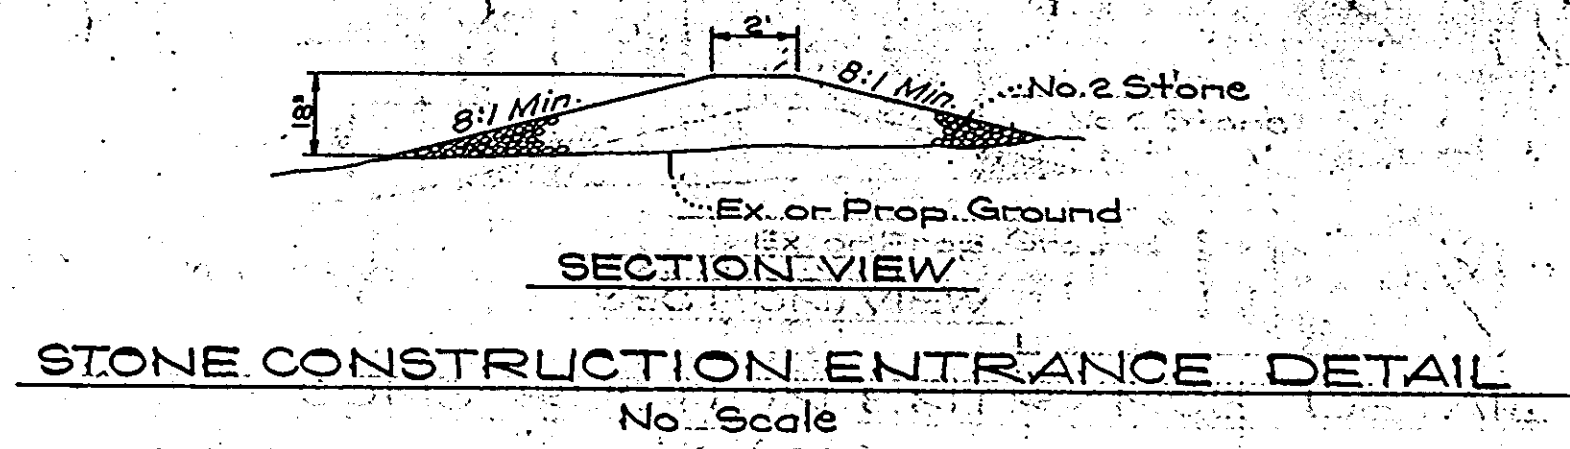 2'
18"
8:1 Min.
8:1 Min.
No. 2 Stone
Ex. or Prop. Ground
SECTION VIEW
STONE CONSTRUCTION ENTRANCE DETAIL
No Scale